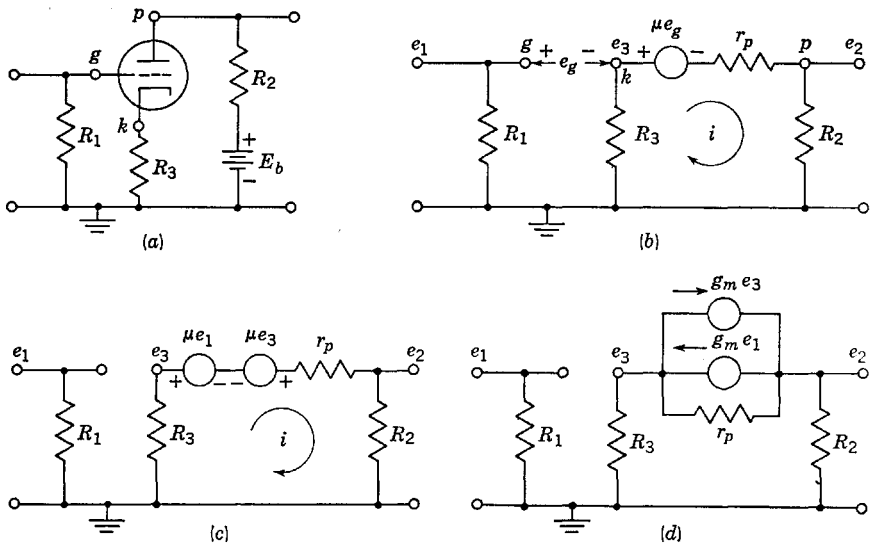 p
g
k
R1
R2
R3
+
Eb
−
(a)
e1
g
+
eg
−
e3
k
+
μeg
−
rp
p
e2
R1
R3
i
R2
(b)
e1
e3
μe1
μe3
rp
e2
+
− −
+
R1
R3
i
R2
(c)
gm e3
gm e1
rp
e1
e3
e2
R1
R3
R2
(d)